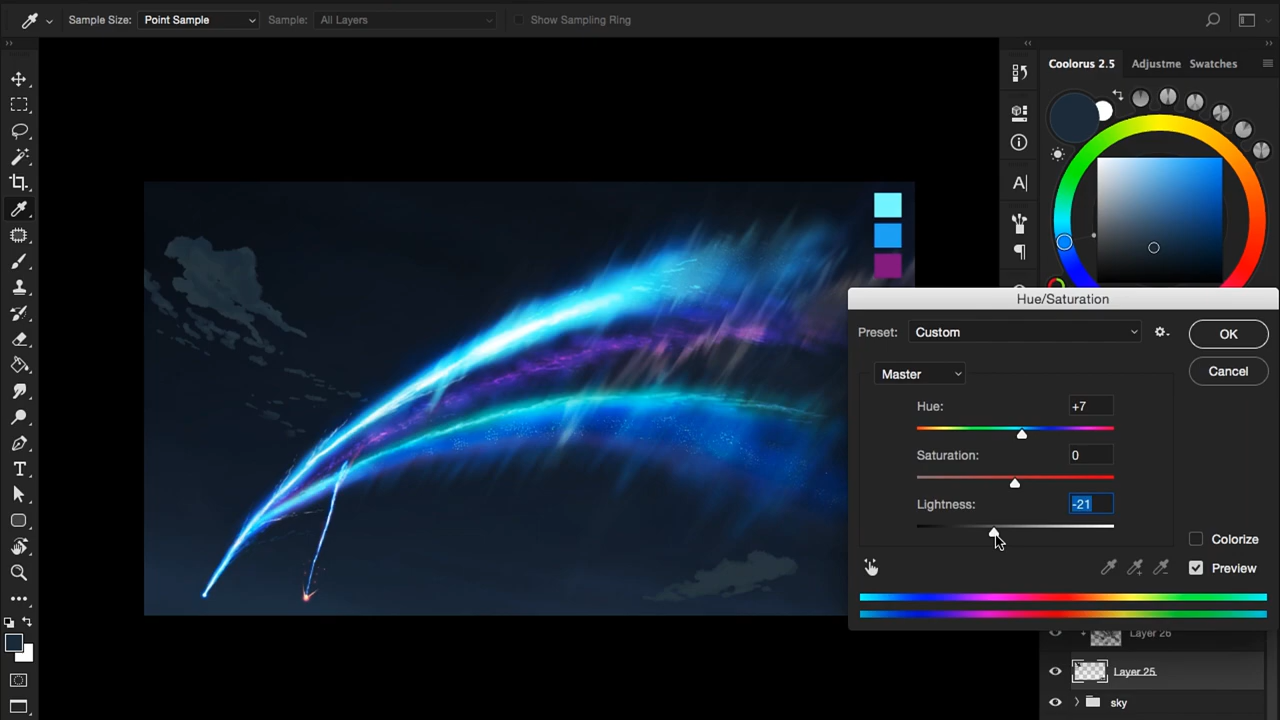 Sample Size: Point Sample Sample: All Layers Show Sampling Ring
Coolorus 2.5 Adjustme Swatches
Hue/Saturation
Preset: Custom
OK
Master
Cancel
Hue: +7
Saturation: 0
Lightness: -21
Colorize
Preview
Layer 26
Layer 25
sky